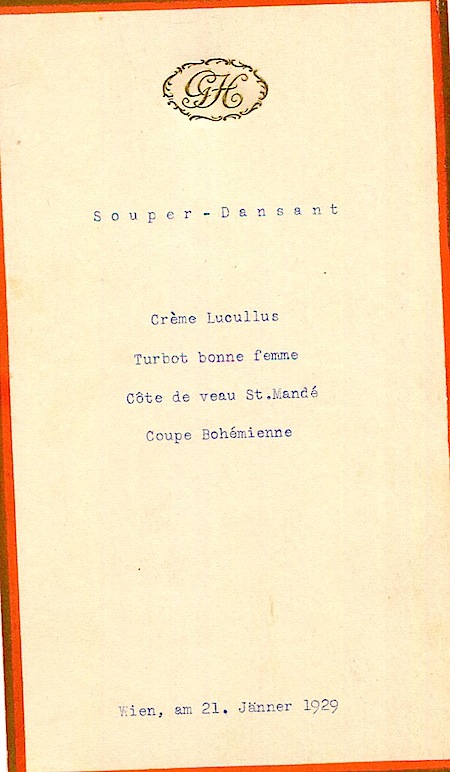 GH
Souper-Dansant
Crème Lucullus
Turbot bonne femme
Côte de veau St.Mandé
Coupe Bohémienne
Wien, am 21. Jänner 1929